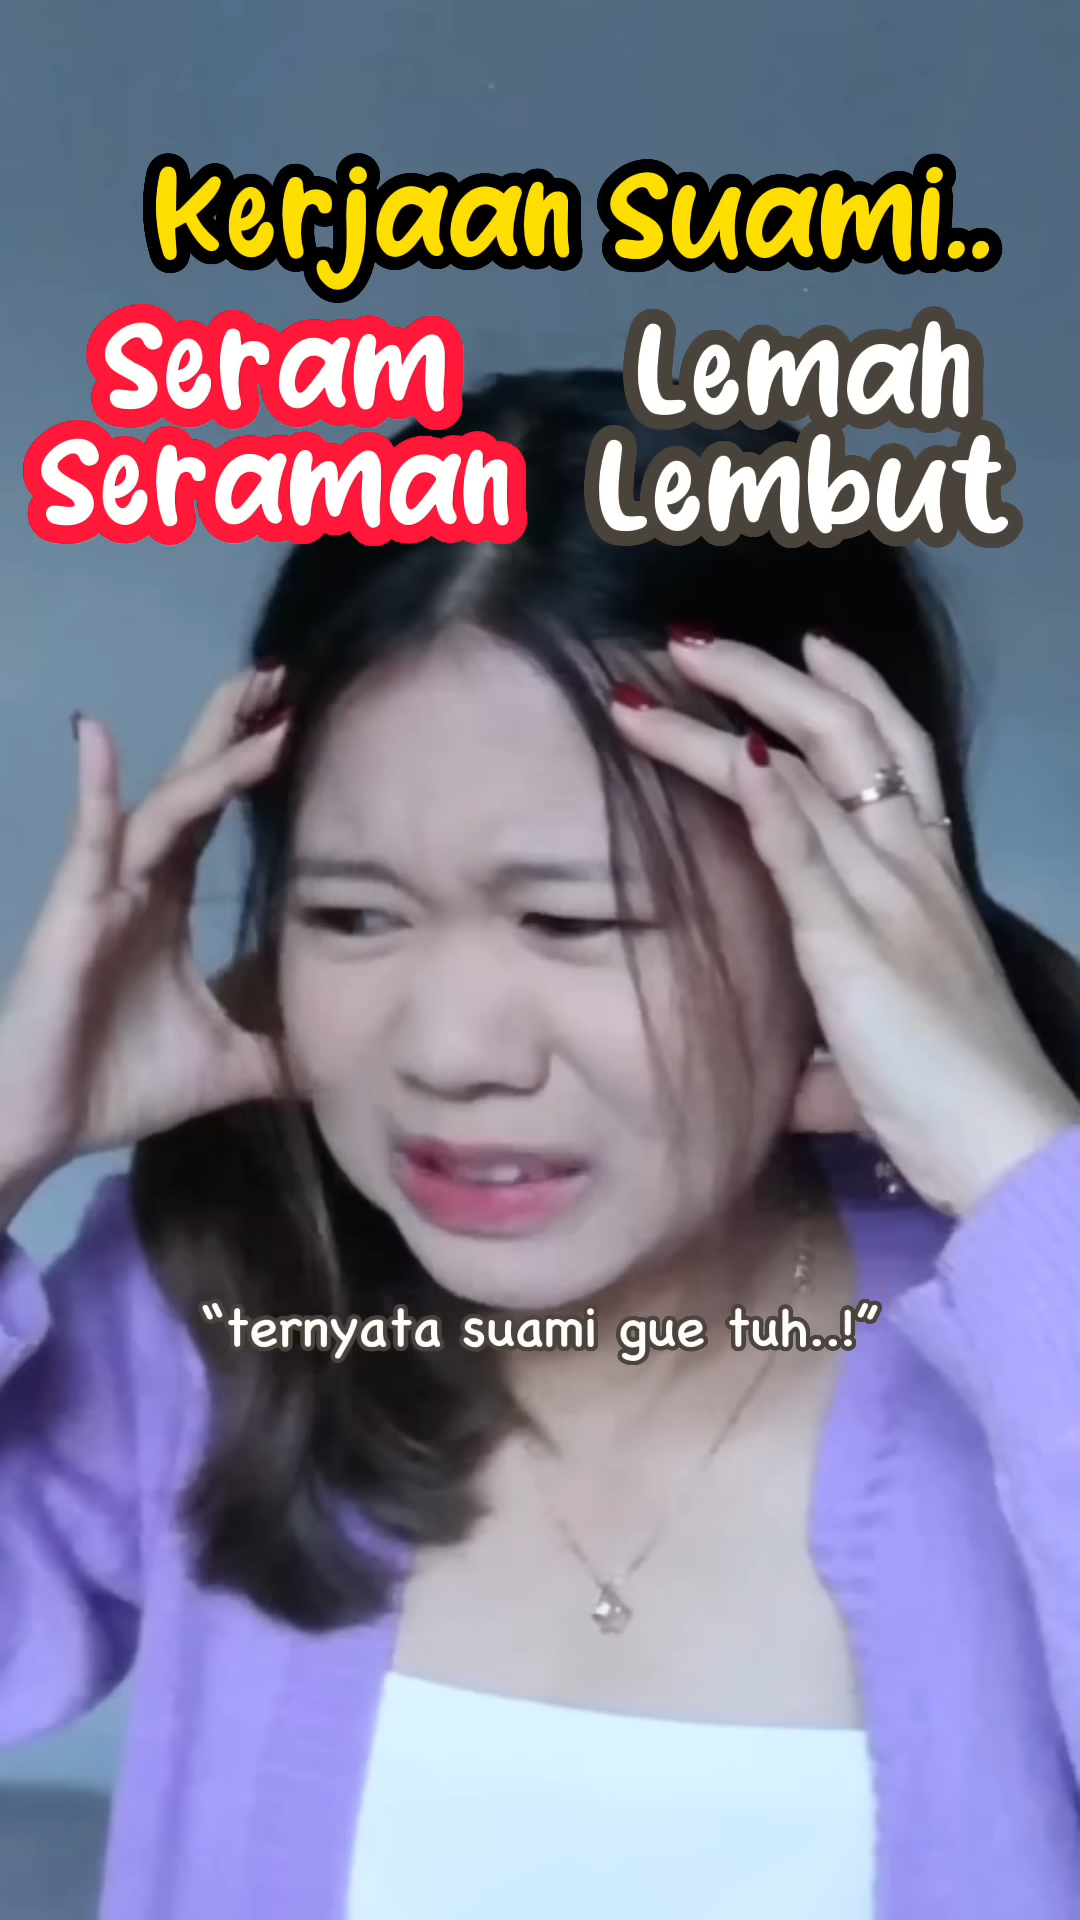 Kerjaan Suami..
Seram
Seraman
Lemah
Lembut
“ternyata suami gue tuh..!”